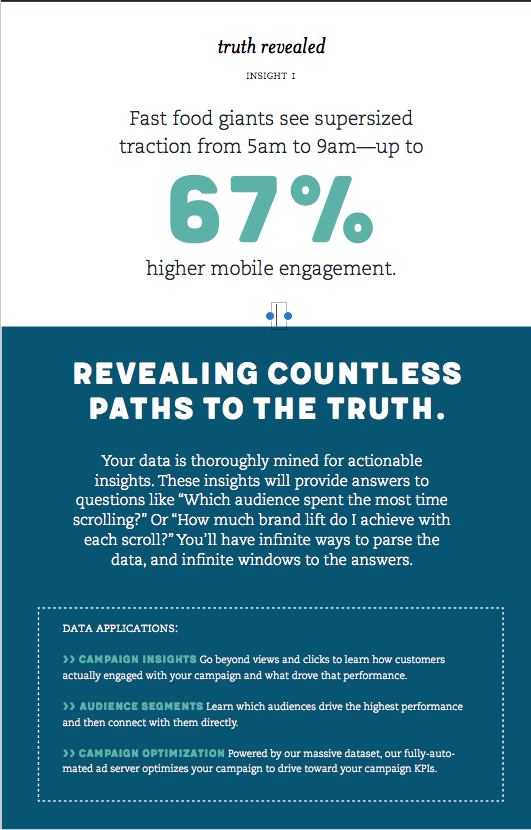 truth revealed
INSIGHT 1
Fast food giants see supersized
traction from 5am to 9am—up to
67%
higher mobile engagement.
REVEALING COUNTLESS
PATHS TO THE TRUTH.
Your data is thoroughly mined for actionable
insights. These insights will provide answers to
questions like “Which audience spent the most time
scrolling?” Or “How much brand lift do I achieve with
each scroll?” You’ll have infinite ways to parse the
data, and infinite windows to the answers.
DATA APPLICATIONS:
>> CAMPAIGN INSIGHTS Go beyond views and clicks to learn how customers
actually engaged with your campaign and what drove that performance.
>> AUDIENCE SEGMENTS Learn which audiences drive the highest performance
and then connect with them directly.
>> CAMPAIGN OPTIMIZATION Powered by our massive dataset, our fully-auto-
mated ad server optimizes your campaign to drive toward your campaign KPIs.